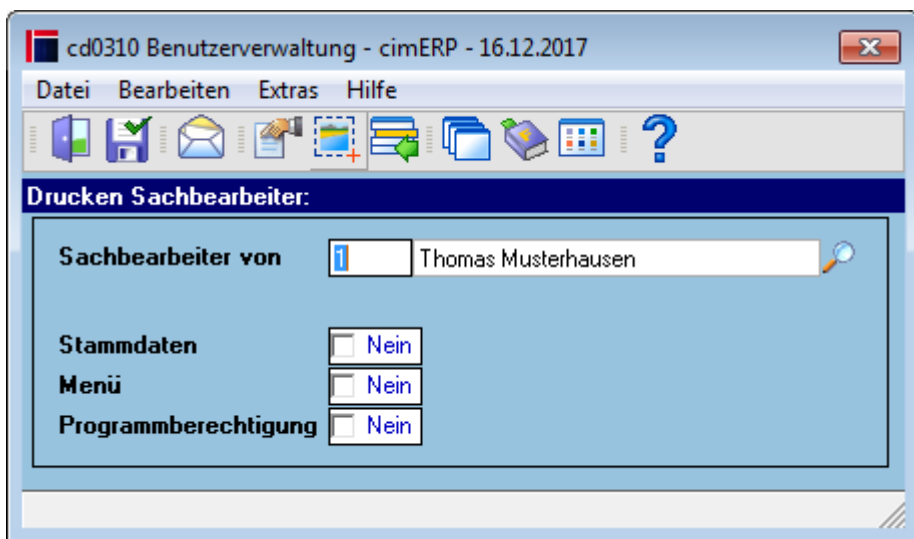 cd0310 Benutzerverwaltung - cimERP - 16.12.2017
Datei Bearbeiten Extras Hilfe
Drucken Sachbearbeiter:
Sachbearbeiter von 1 Thomas Musterhausen
Stammdaten Nein
Menü Nein
Programmberechtigung Nein